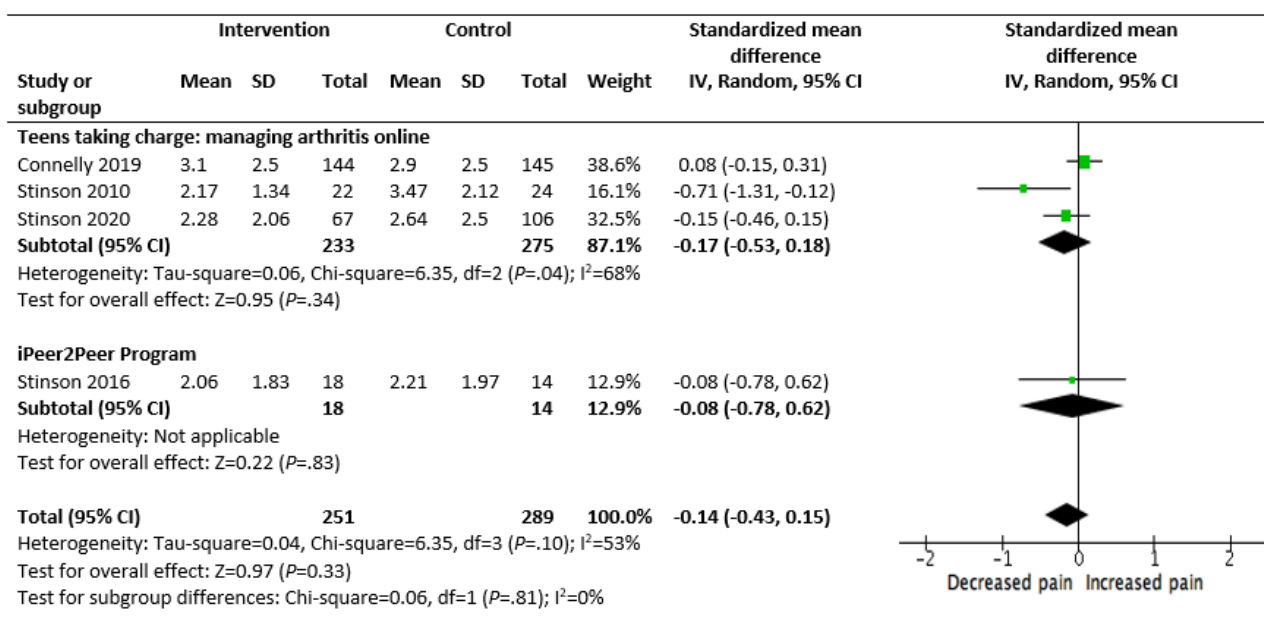 Intervention Control Standardized mean difference Standardized mean difference
Study or subgroup Mean SD Total Mean SD Total Weight IV, Random, 95% CI IV, Random, 95% CI
Teens taking charge: managing arthritis online
Connelly 2019 3.1 2.5 144 2.9 2.5 145 38.6% 0.08 (-0.15, 0.31)
Stinson 2010 2.17 1.34 22 3.47 2.12 24 16.1% -0.71 (-1.31, -0.12)
Stinson 2020 2.28 2.06 67 2.64 2.5 106 32.5% -0.15 (-0.46, 0.15)
Subtotal (95% CI) 233 275 87.1% -0.17 (-0.53, 0.18)
Heterogeneity: Tau-square=0.06, Chi-square=6.35, df=2 (P=.04); I²=68%
Test for overall effect: Z=0.95 (P=.34)
iPeer2Peer Program
Stinson 2016 2.06 1.83 18 2.21 1.97 14 12.9% -0.08 (-0.78, 0.62)
Subtotal (95% CI) 18 14 12.9% -0.08 (-0.78, 0.62)
Heterogeneity: Not applicable
Test for overall effect: Z=0.22 (P=.83)
Total (95% CI) 251 289 100.0% -0.14 (-0.43, 0.15)
Heterogeneity: Tau-square=0.04, Chi-square=6.35, df=3 (P=.10); I²=53%
Test for overall effect: Z=0.97 (P=0.33)
Test for subgroup differences: Chi-square=0.06, df=1 (P=.81); I²=0%
-2 -1 0 1 2
Decreased pain Increased pain